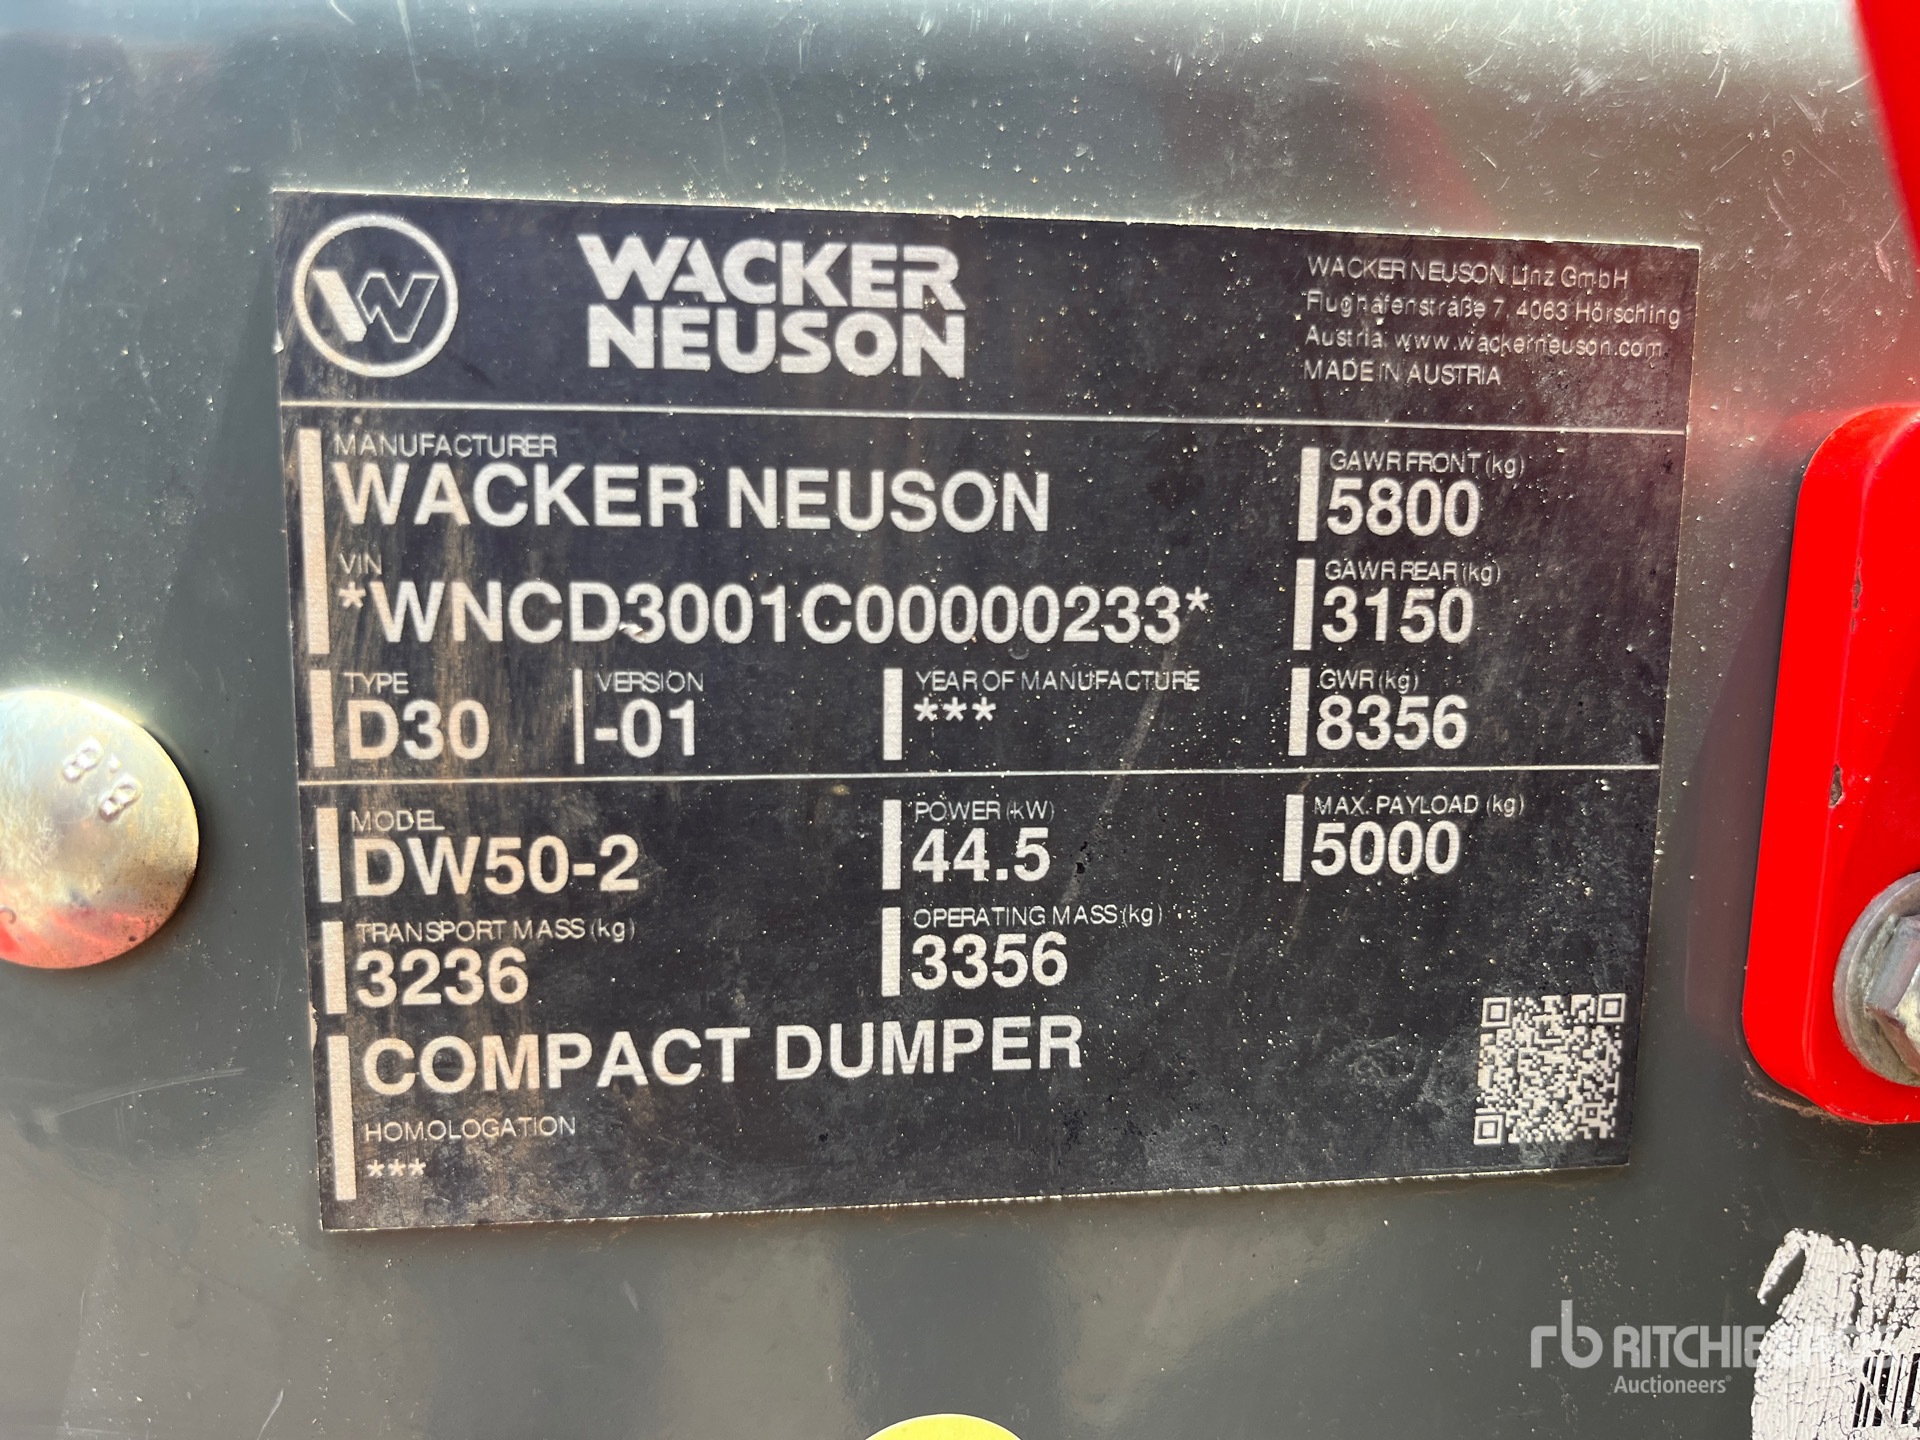 WACKER
NEUSON
WACKER NEUSON Linz GmbH
Flughafenstraße 7, 4063 Hörsching
Austria, www.wackerneuson.com
MADE IN AUSTRIA
MANUFACTURER
WACKER NEUSON
VIN
*WNCD3001C00000233*
TYPE
D30
VERSION
-01
YEAR OF MANUFACTURE
***
GAWR FRONT (kg)
5800
GAWR REAR (kg)
3150
GWR (kg)
8356
MODEL
DW50-2
POWER (kW)
44.5
MAX. PAYLOAD (kg)
5000
TRANSPORT MASS (kg)
3236
OPERATING MASS (kg)
3356
COMPACT DUMPER
HOMOLOGATION
***
8.8
rb RITCHIE BROS
Auctioneers